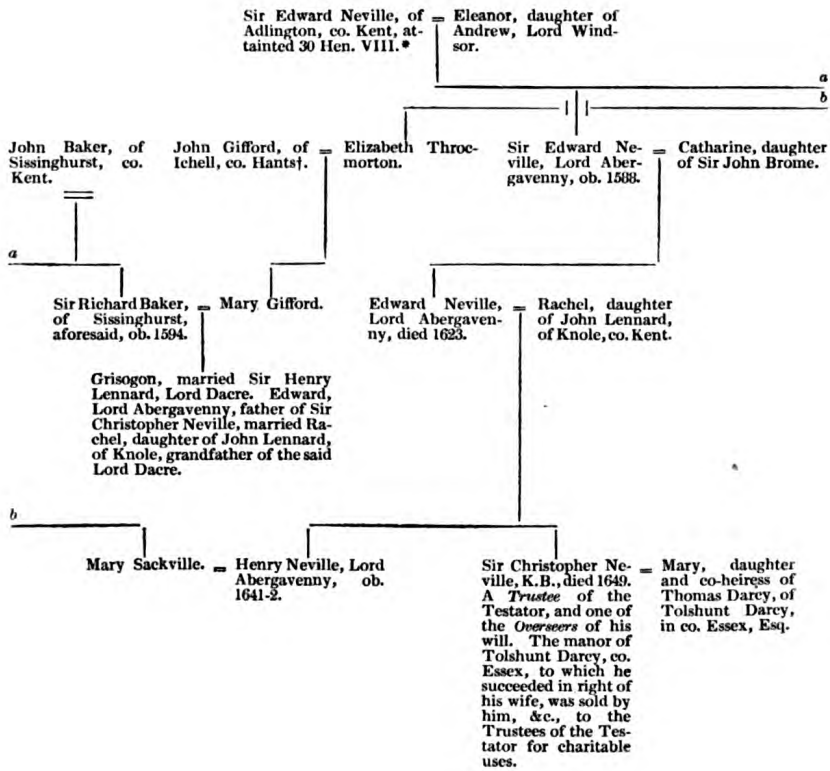 Sir Edward Neville, of
Adlington, co. Kent, at-
tainted 30 Hen. VIII.*
=
Eleanor, daughter of
Andrew, Lord Wind-
sor.
a
b
John Baker, of
Sissinghurst, co.
Kent.
John Gifford, of
Ichell, co. Hants†.
=
Elizabeth Throc-
morton.
Sir Edward Ne-
ville, Lord Aber-
gavenny, ob. 1588.
=
Catharine, daughter
of Sir John Brome.
a
Sir Richard Baker,
of Sissinghurst,
aforesaid, ob. 1594.
=
Mary Gifford.
Edward Neville,
Lord Abergaven-
ny, died 1623.
=
Rachel, daughter
of John Lennard,
of Knole, co. Kent.
Grisogon, married Sir Henry
Lennard, Lord Dacre. Edward,
Lord Abergavenny, father of Sir
Christopher Neville, married Ra-
chel, daughter of John Lennard,
of Knole, grandfather of the said
Lord Dacre.
b
Mary Sackville.
=
Henry Neville, Lord
Abergavenny, ob.
1641-2.
Sir Christopher Ne-
ville, K.B., died 1649.
A Trustee of the
Testator, and one of
the Overseers of his
will. The manor of
Tolshunt Darcy, co.
Essex, to which he
succeeded in right of
his wife, was sold by
him, &c., to the
Trustees of the Tes-
tator for charitable
uses.
=
Mary, daughter
and co-heiress of
Thomas Darcy, of
Tolshunt Darcy,
in co. Essex, Esq.